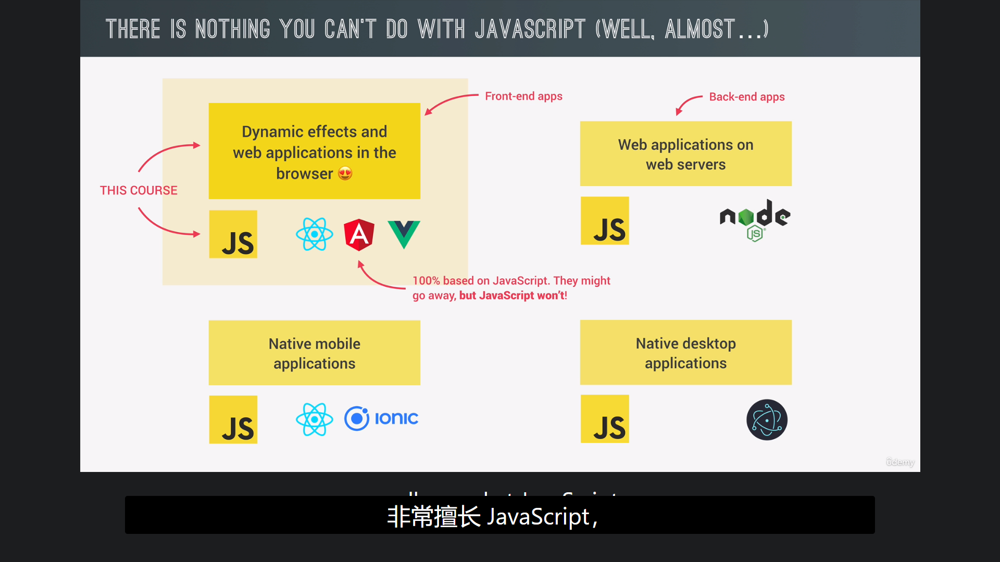 THERE IS NOTHING YOU CAN'T DO WITH JAVASCRIPT (WELL, ALMOST...)
Front-end apps
Back-end apps
Dynamic effects and
web applications in the
browser 😍
Web applications on
web servers
THIS COURSE
JS
A
JS
node
JS
100% based on JavaScript. They might
go away, but JavaScript won't!
Native mobile
applications
Native desktop
applications
JS
IONIC
JS
ûdemy
非常擅长 JavaScript，